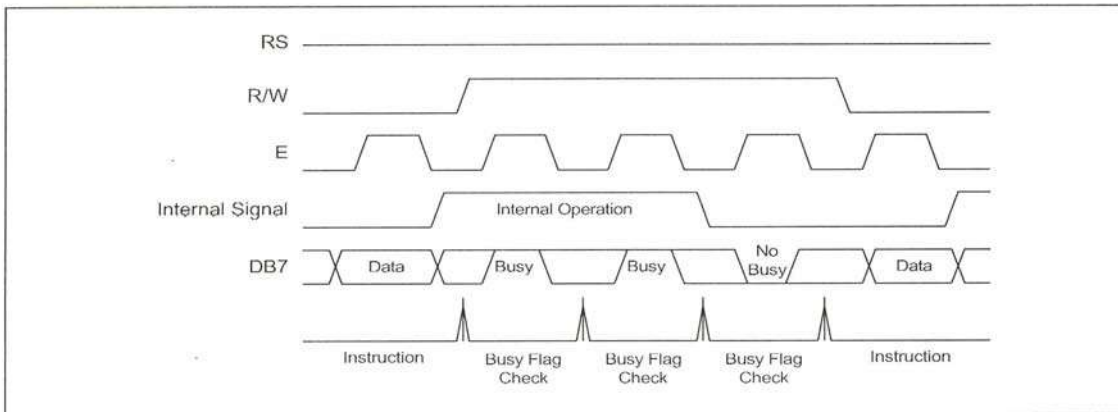 RS
R/W
E
Internal Signal
Internal Operation
DB7
Data
Busy
Busy
No
Busy
Data
Instruction
Busy Flag
Check
Busy Flag
Check
Busy Flag
Check
Instruction